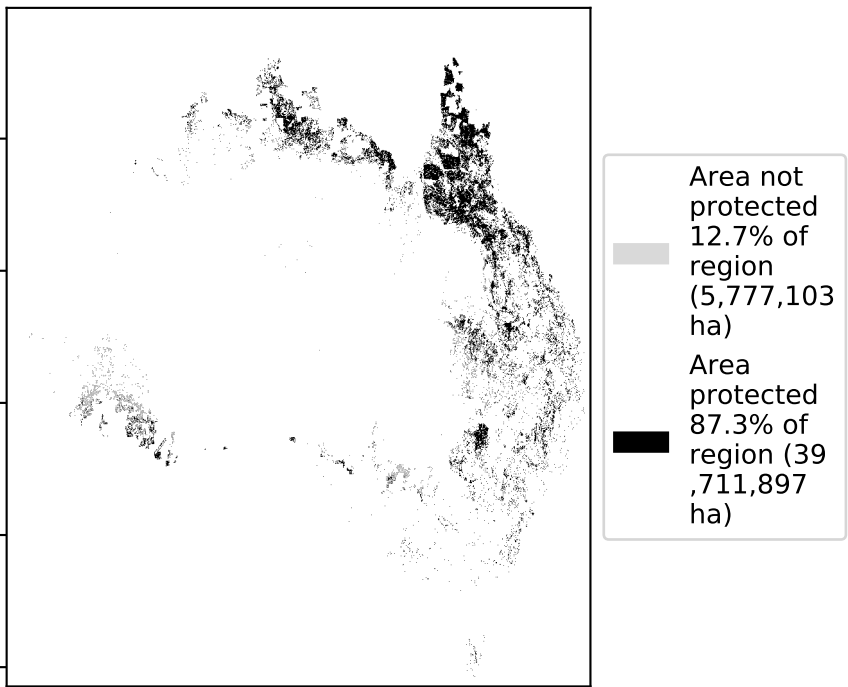 Area not
protected
12.7% of
region
(5,777,103
ha)
Area
protected
87.3% of
region (39
,711,897
ha)